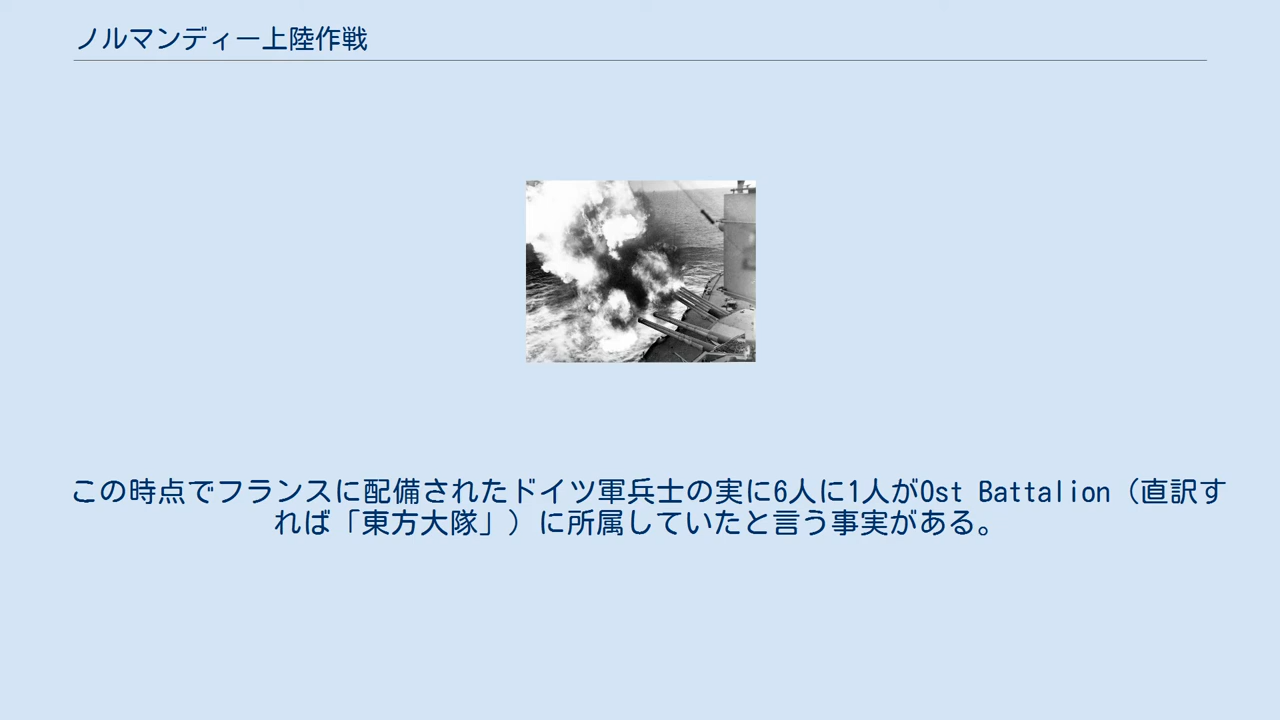 ノルマンディー上陸作戦
この時点でフランスに配備されたドイツ軍兵士の実に6人に1人がOst Battalion（直訳す
れば「東方大隊」）に所属していたと言う事実がある。